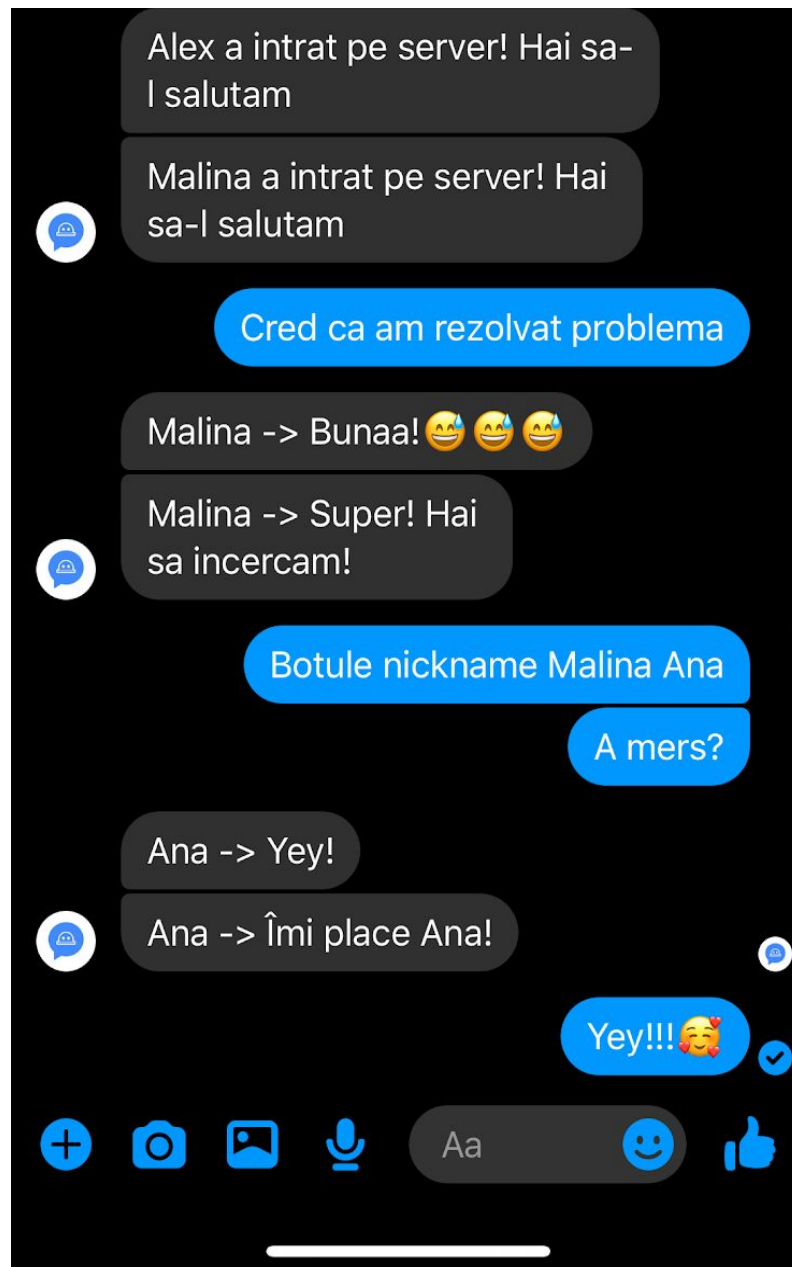 Alex a intrat pe server! Hai sa-
l salutam
Malina a intrat pe server! Hai
sa-l salutam
Cred ca am rezolvat problema
Malina -> Bunaa!😅😅😅
Malina -> Super! Hai
sa incercam!
Botule nickname Malina Ana
A mers?
Ana -> Yey!
Ana -> Îmi place Ana!
Yey!!!🥰
Aa